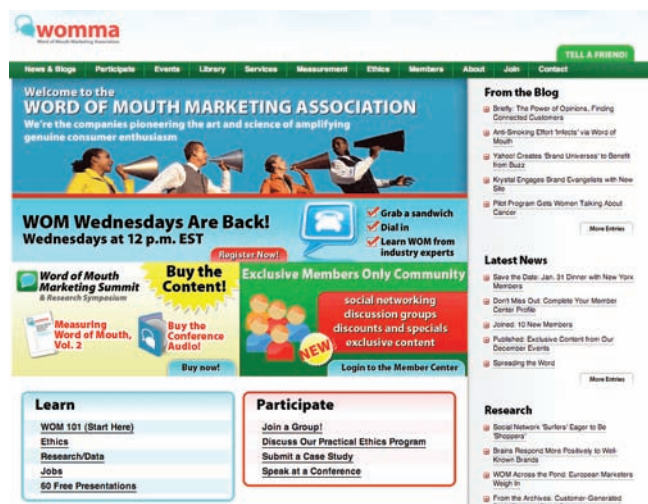 womma
Word of Mouth Marketing Association
TELL A FRIEND!
News & Blogs Participate Events Library Services Measurement Ethics Members About Join Contact
Welcome to the
WORD OF MOUTH MARKETING ASSOCIATION
We're the companies pioneering the art and science of amplifying
genuine consumer enthusiasm
WOM Wednesdays Are Back!
Wednesdays at 12 p.m. EST
Register Now!
Grab a sandwich
Dial in
Learn WOM from
industry experts
Word of Mouth
Marketing Summit
& Research Symposium
Buy the
Content!
Measuring
Word of Mouth,
Vol. 2
Buy the
Conference
Audio!
Buy now!
Exclusive Members Only Community
social networking
discussion groups
discounts and specials
exclusive content
NEW
Login to the Member Center
Learn
WOM 101 (Start Here)
Ethics
Research/Data
Jobs
60 Free Presentations
Participate
Join a Group!
Discuss Our Practical Ethics Program
Submit a Case Study
Speak at a Conference
From the Blog
Briefly: The Power of Opinions, Finding
Connected Customers
Anti-Smoking Effort 'Infects' via Word of
Mouth
Yahoo! Creates 'Brand Universes' to Benefit
from Buzz
Krystal Engages Brand Evangelists with New
Site
Pilot Program Gets Women Talking About
Cancer
More Entries
Latest News
Save the Date: Jan. 31 Dinner with New York
Members
Don't Miss Out: Complete Your Member
Center Profile
Joined: 10 New Members
Published: Exclusive Content from Our
December Events
Spreading the Word
More Entries
Research
Social Network 'Surfers' Eager to Be
'Shoppers'
Brains Respond More Positively to Well-
Known Brands
WOM Across the Pond: European Marketers
Weigh In
From the Archives: Customer-Generated